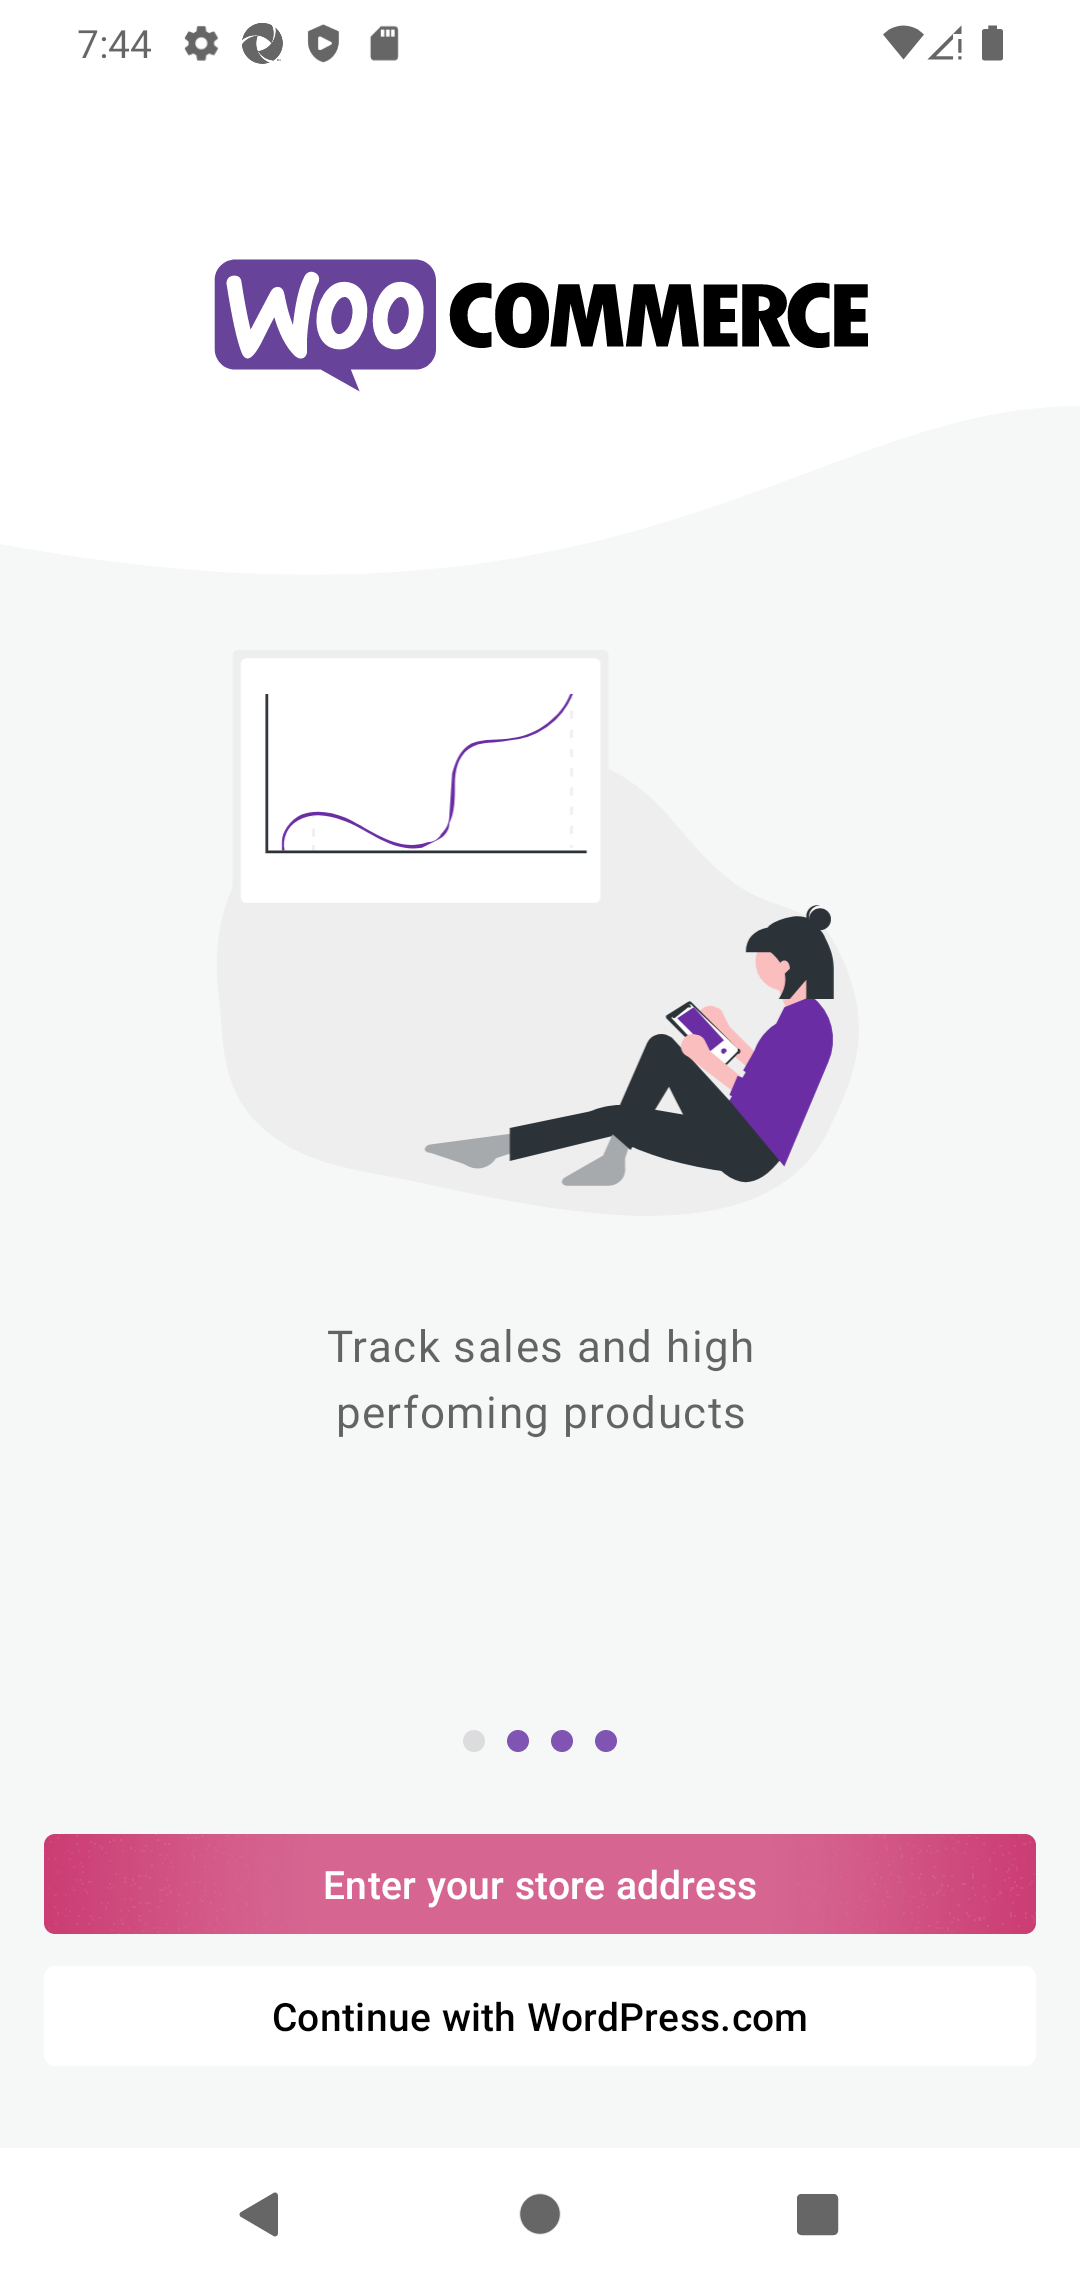 7:44
WOO COMMERCE
Track sales and high
perfoming products
Enter your store address
Continue with WordPress.com